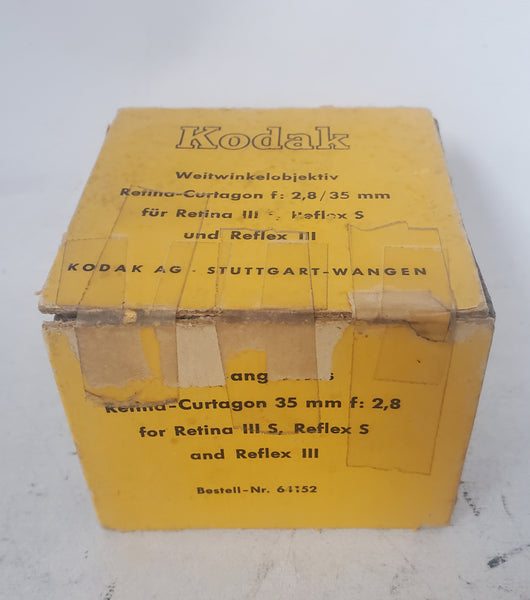 Kodak
Weitwinkelobjektiv
Retina-Curtagon f: 2,8/35 mm
für Retina III S, Reflex S
und Reflex III
KODAK AG · STUTTGART-WANGEN
Retina-Curtagon 35 mm f: 2,8
for Retina III S, Reflex S
and Reflex III
Bestell-Nr.